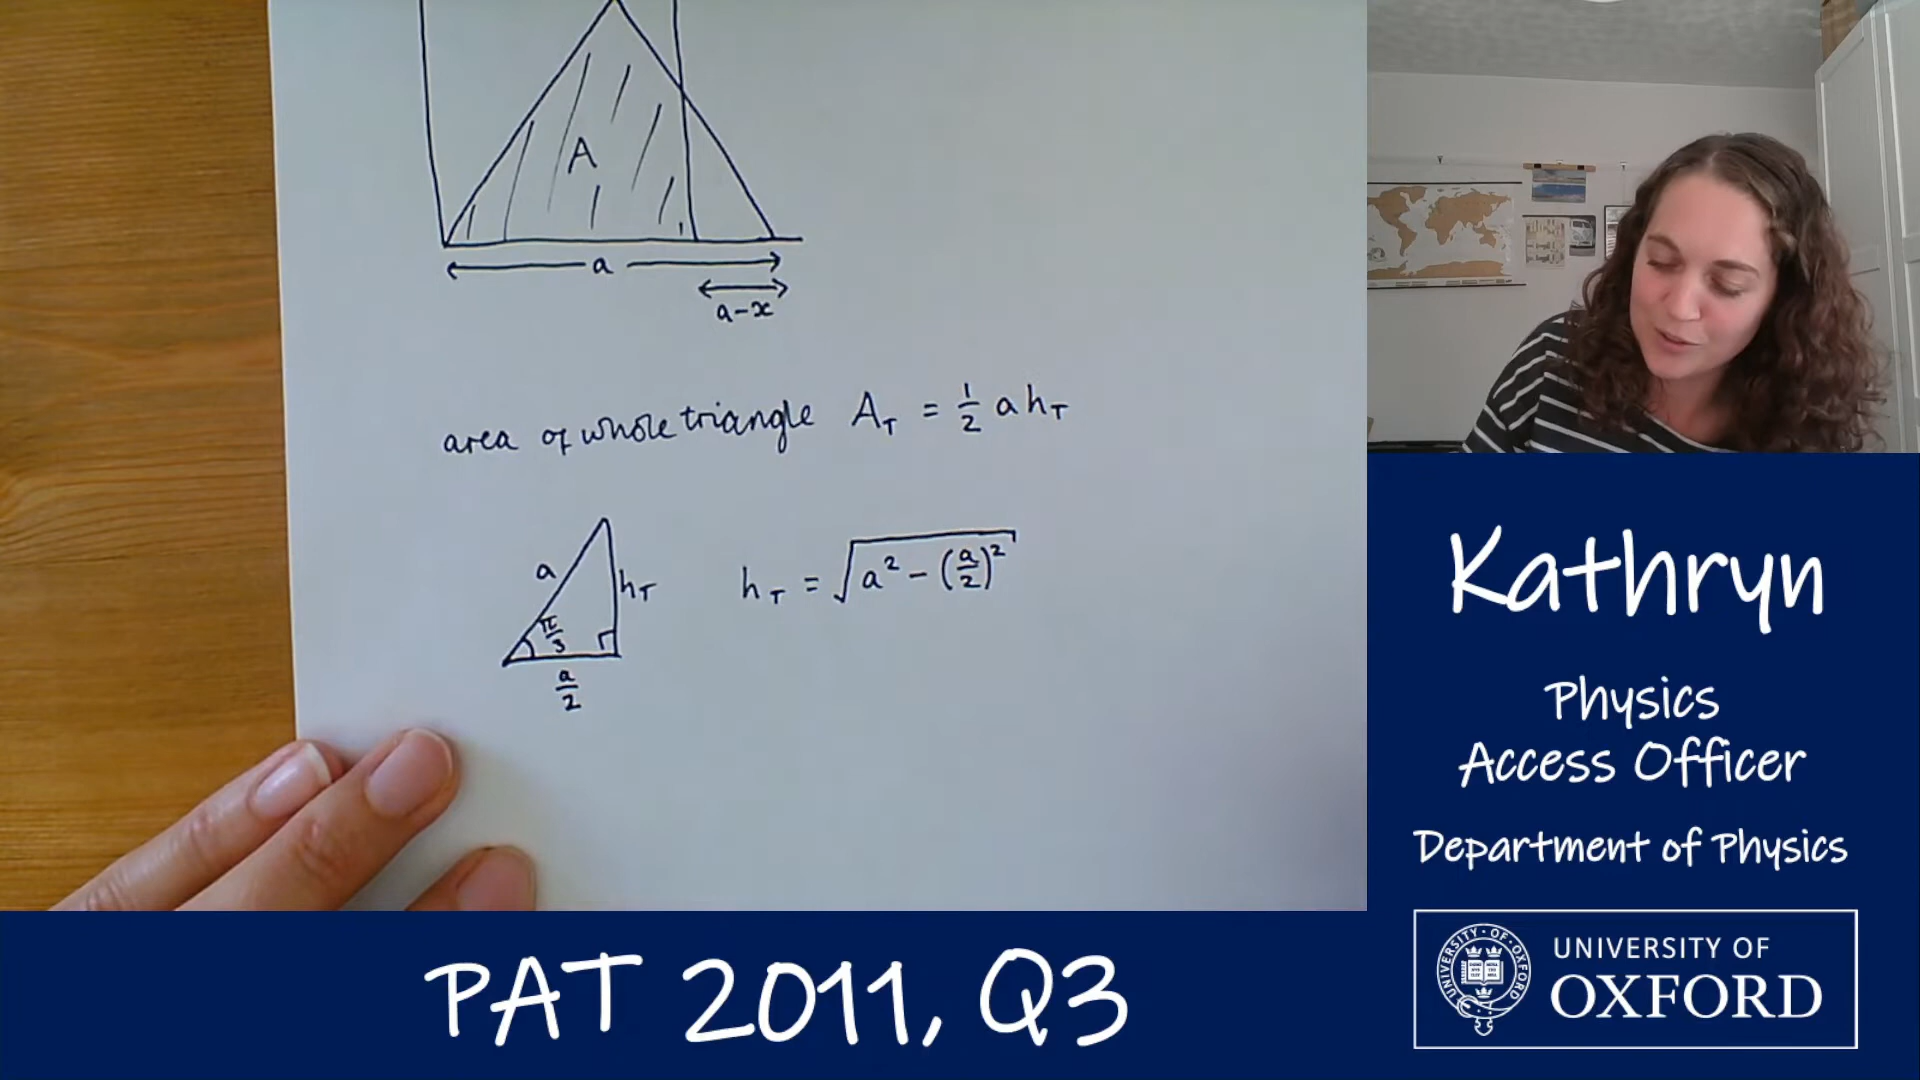 A
a
a-x
area of whole triangle A_T = 1/2 a h_T
a
h_T
π/3
a/2
h_T = √(a² - (a/2)²)
Kathryn
Physics
Access Officer
Department of Physics
UNIVERSITY OF
OXFORD
PAT 2011, Q3